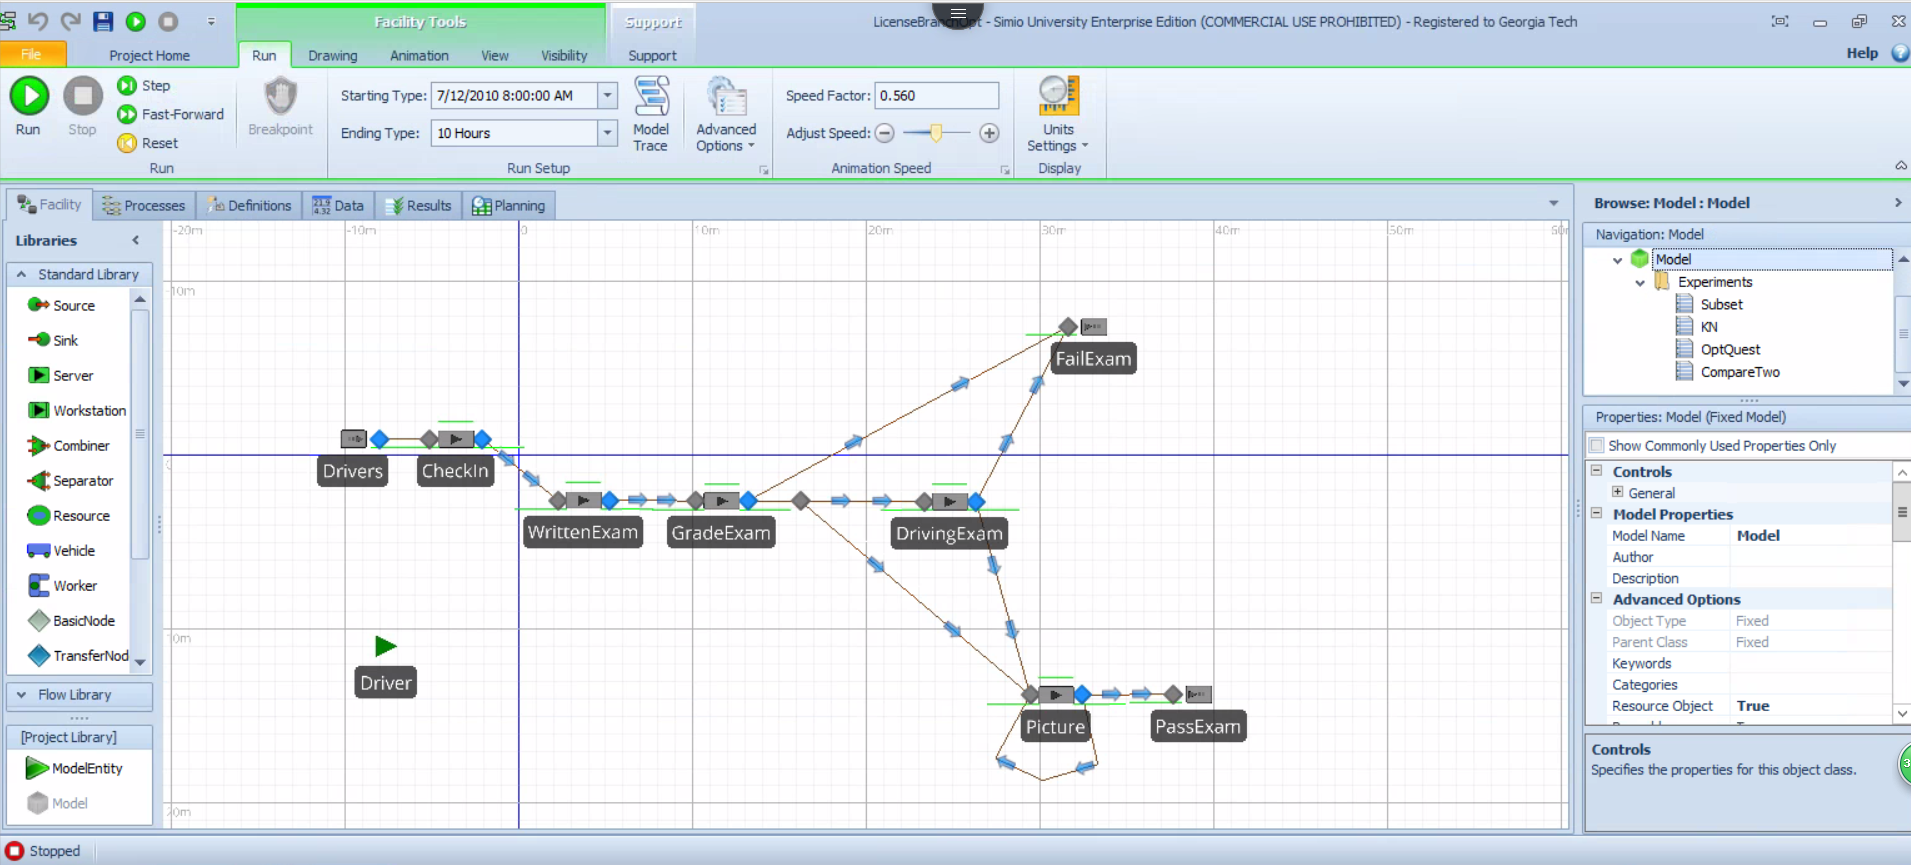 Facility Tools
Support
LicenseBranchOpt - Simio University Enterprise Edition (COMMERCIAL USE PROHIBITED) - Registered to Georgia Tech
File
Project Home
Run
Drawing
Animation
View
Visibility
Support
Help
Run
Stop
Step
Fast-Forward
Reset
Run
Breakpoint
Starting Type: 7/12/2010 8:00:00 AM
Ending Type: 10 Hours
Model Trace
Advanced Options
Run Setup
Speed Factor: 0.560
Adjust Speed:
Animation Speed
Units Settings
Display
Facility
Processes
Definitions
Data
Results
Planning
Libraries
Standard Library
Source
Sink
Server
Workstation
Combiner
Separator
Resource
Vehicle
Worker
BasicNode
TransferNod
Flow Library
[Project Library]
ModelEntity
Model
-20m
-10m
0
10m
20m
30m
40m
50m
-10m
FailExam
Drivers
CheckIn
WrittenExam
GradeExam
DrivingExam
Driver
Picture
PassExam
Browse: Model : Model
Navigation: Model
Model
Experiments
Subset
KN
OptQuest
CompareTwo
Properties: Model (Fixed Model)
Show Commonly Used Properties Only
Controls
General
Model Properties
Model Name Model
Author
Description
Advanced Options
Object Type Fixed
Parent Class Fixed
Keywords
Categories
Resource Object True
Controls
Specifies the properties for this object class.
Stopped